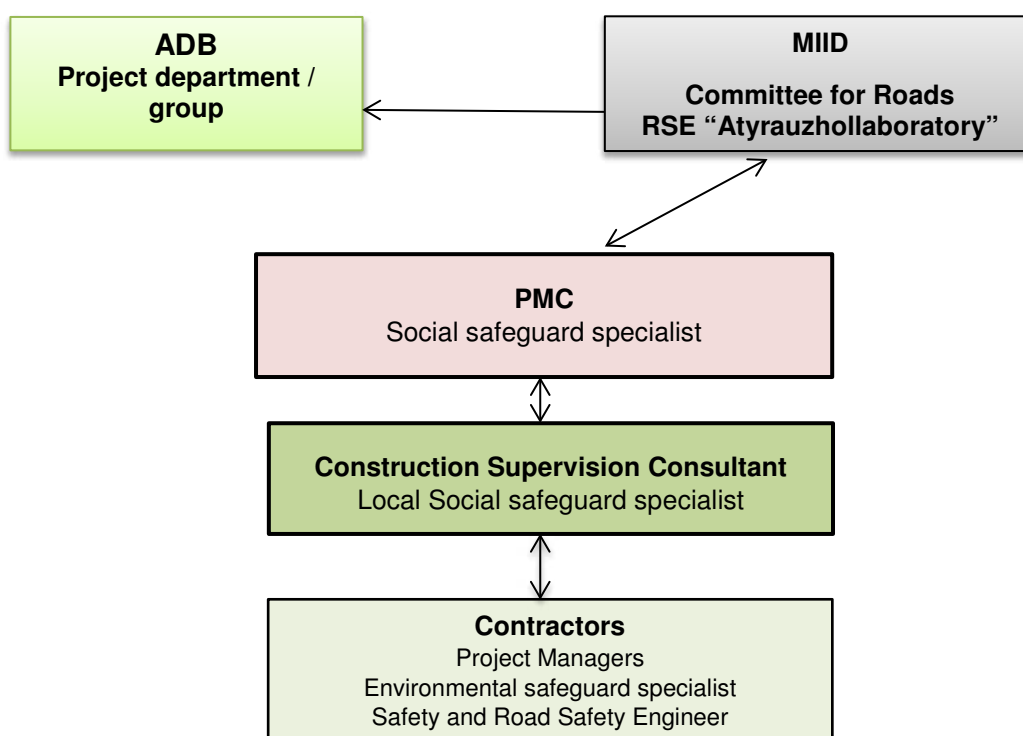 ADB
Project department /
group
MIID
Committee for Roads
RSE “Atyrauzhollaboratory”
PMC
Social safeguard specialist
Construction Supervision Consultant
Local Social safeguard specialist
Contractors
Project Managers
Environmental safeguard specialist
Safety and Road Safety Engineer